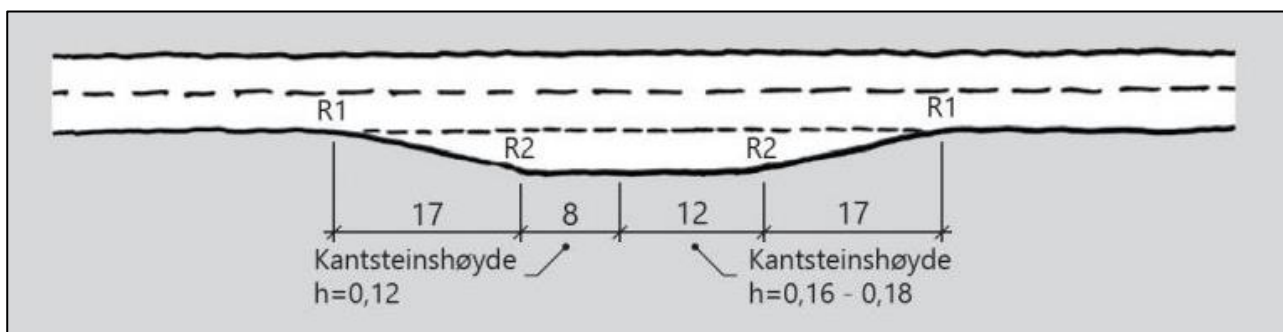 R1
R1
R2
R2
17
8
12
17
Kantsteinshøyde
h=0,12
Kantsteinshøyde
h=0,16 - 0,18